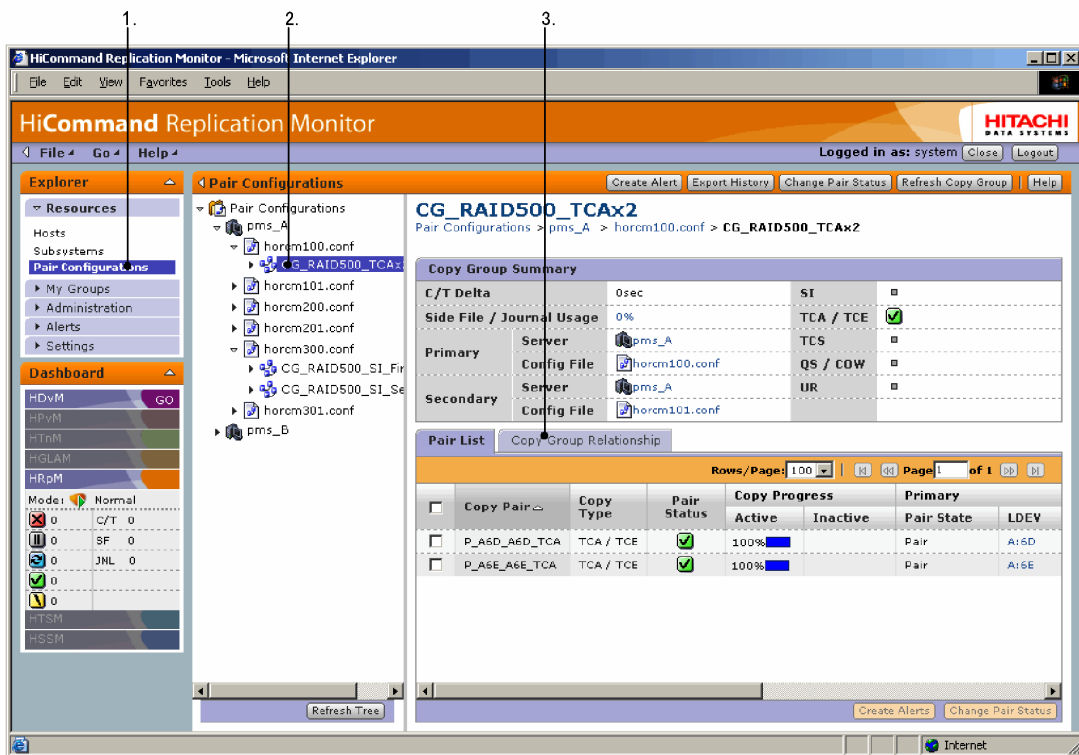 1. 2. 3.
HiCommand Replication Monitor - Microsoft Internet Explorer
File Edit View Favorites Tools Help
HiCommand Replication Monitor
HITACHI
DATA SYSTEMS
File Go Help
Logged in as: system Close Logout
Explorer
Resources
Hosts
Subsystems
Pair Configurations
My Groups
Administration
Alerts
Settings
Dashboard
HDvM GO
HPvM
HTnM
HGLAM
HRpM
Mode: Normal
0 C/T 0
0 SF 0
0 JNL 0
0
0
HTSM
HSSM
Pair Configurations
Create Alert Export History Change Pair Status Refresh Copy Group Help
Pair Configurations
pms_A
horcm100.conf
CG_RAID500_TCAx
horcm101.conf
horcm200.conf
horcm201.conf
horcm300.conf
CG_RAID500_SI_Fir
CG_RAID500_SI_Se
horcm301.conf
pms_B
Refresh Tree
CG_RAID500_TCAx2
Pair Configurations > pms_A > horcm100.conf > CG_RAID500_TCAx2
Copy Group Summary
C/T Delta 0sec SI
Side File / Journal Usage 0% TCA / TCE
Primary Server pms_A TCS
Config File horcm100.conf QS / COW
Secondary Server pms_A UR
Config File horcm101.conf
Pair List Copy Group Relationship
Rows/Page: 100 Page 1 of 1
Copy Pair Copy Type Pair Status Copy Progress Primary
Active Inactive Pair State LDEV
P_A6D_A6D_TCA TCA / TCE 100% Pair A:6D
P_A6E_A6E_TCA TCA / TCE 100% Pair A:6E
Create Alerts Change Pair Status
Internet